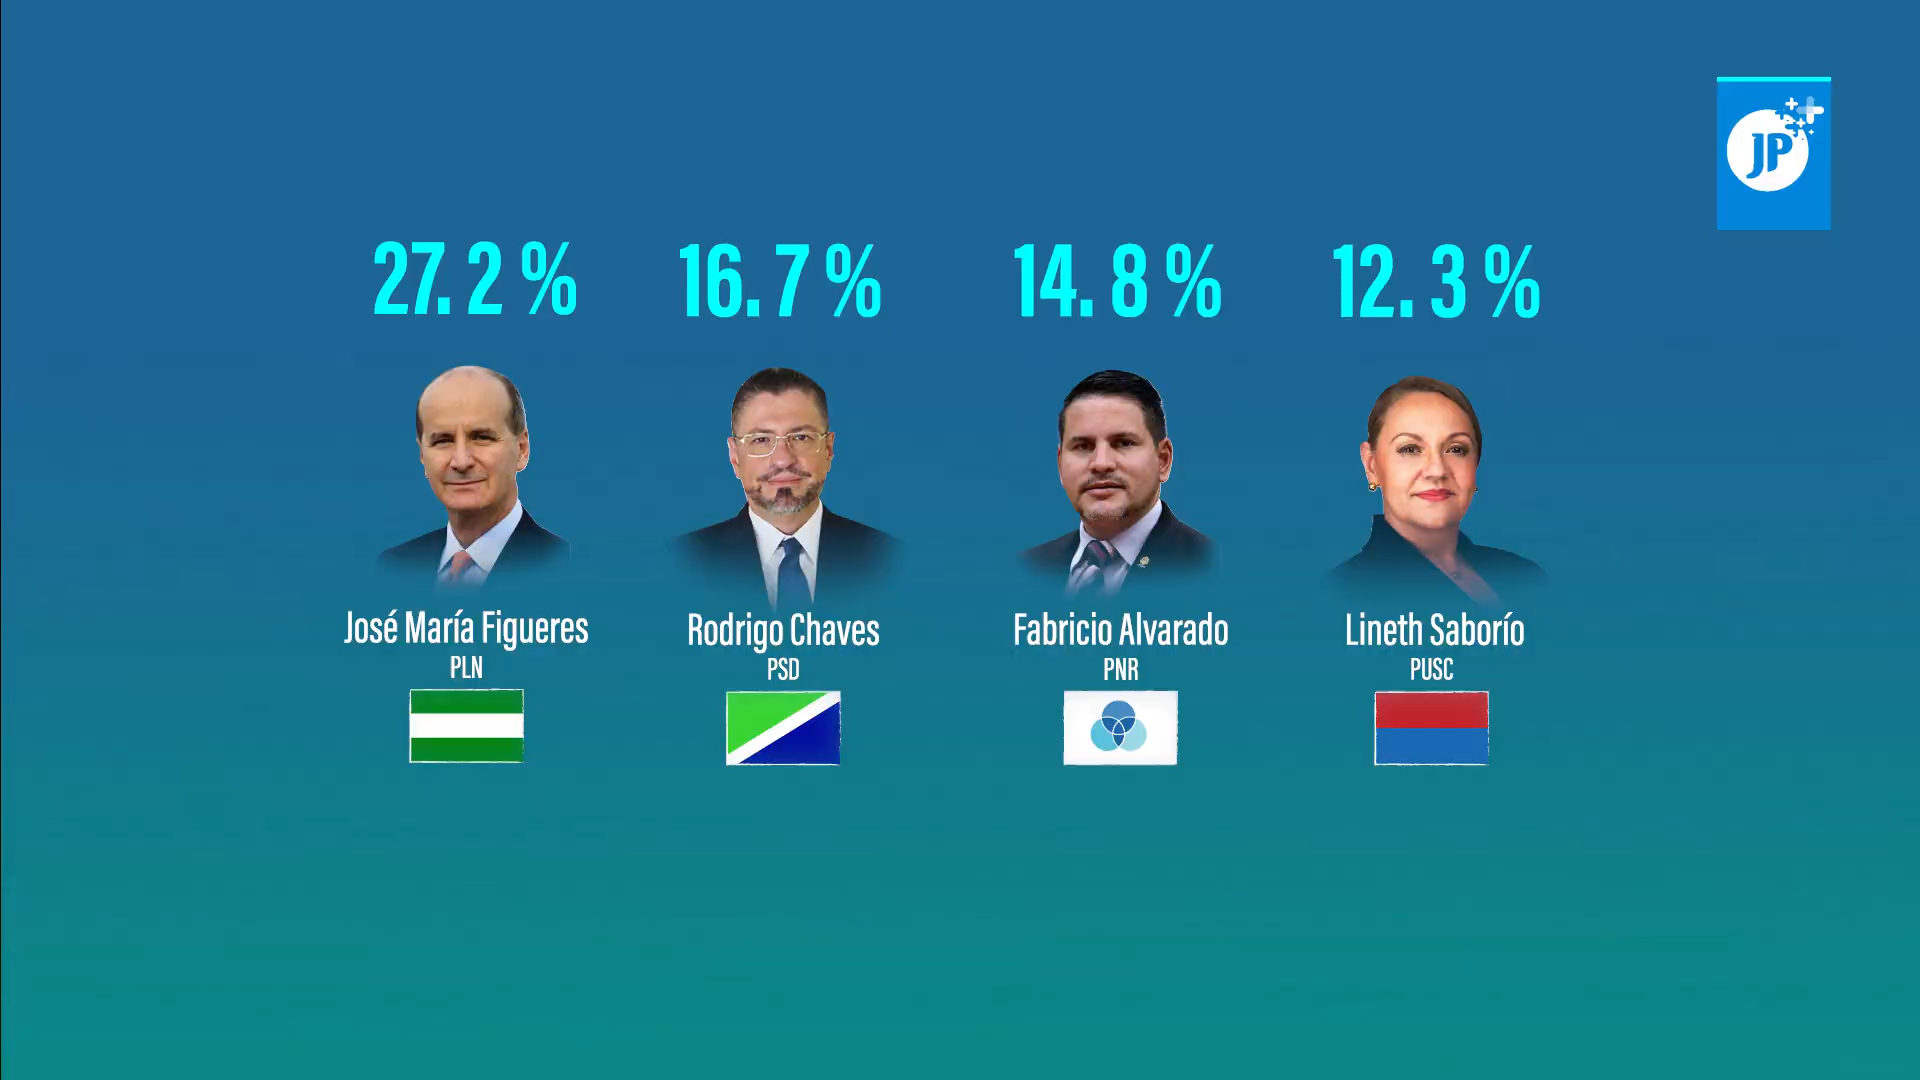 JP
27.2%
16.7%
14.8%
12.3%
José María Figueres
PLN
Rodrigo Chaves
PSD
Fabricio Alvarado
PNR
Lineth Saborío
PUSC